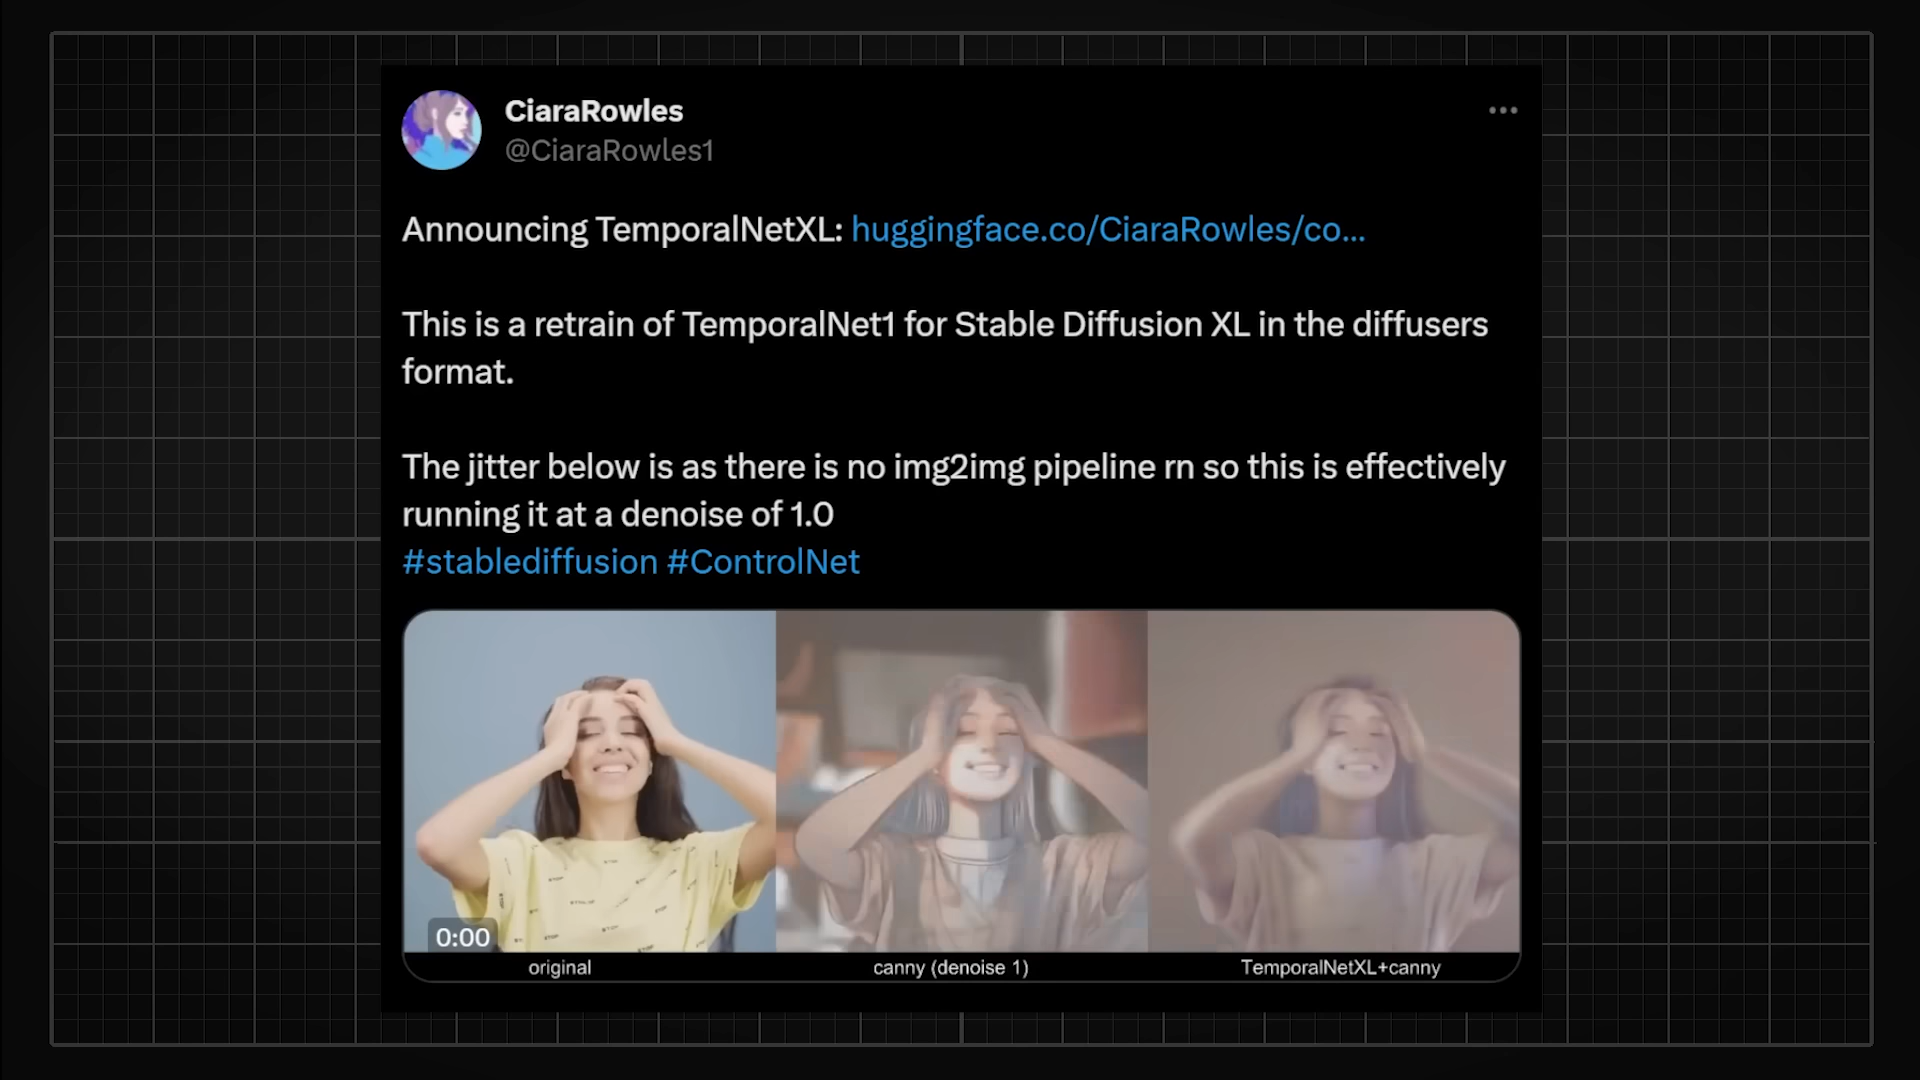 CiaraRowles
@CiaraRowles1
Announcing TemporalNetXL: huggingface.co/CiaraRowles/co...
This is a retrain of TemporalNet1 for Stable Diffusion XL in the diffusers
format.
The jitter below is as there is no img2img pipeline rn so this is effectively
running it at a denoise of 1.0
#stablediffusion #ControlNet
0:00
original
canny (denoise 1)
TemporalNetXL+canny